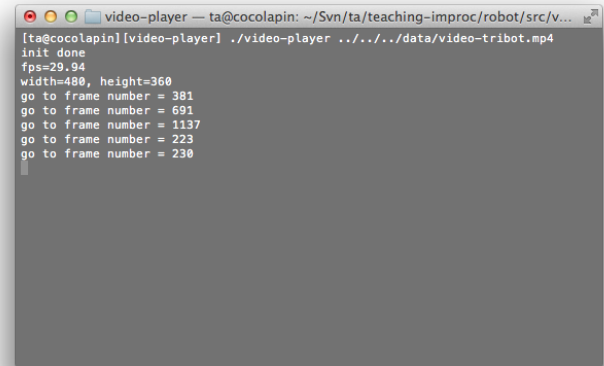 video-player — ta@cocolapin: ~/Svn/ta/teaching-improc/robot/src/v...
[ta@cocolapin][video-player] ./video-player ../../../data/video-tribot.mp4
init done
fps=29.94
width=480, height=360
go to frame number = 381
go to frame number = 691
go to frame number = 1137
go to frame number = 223
go to frame number = 230